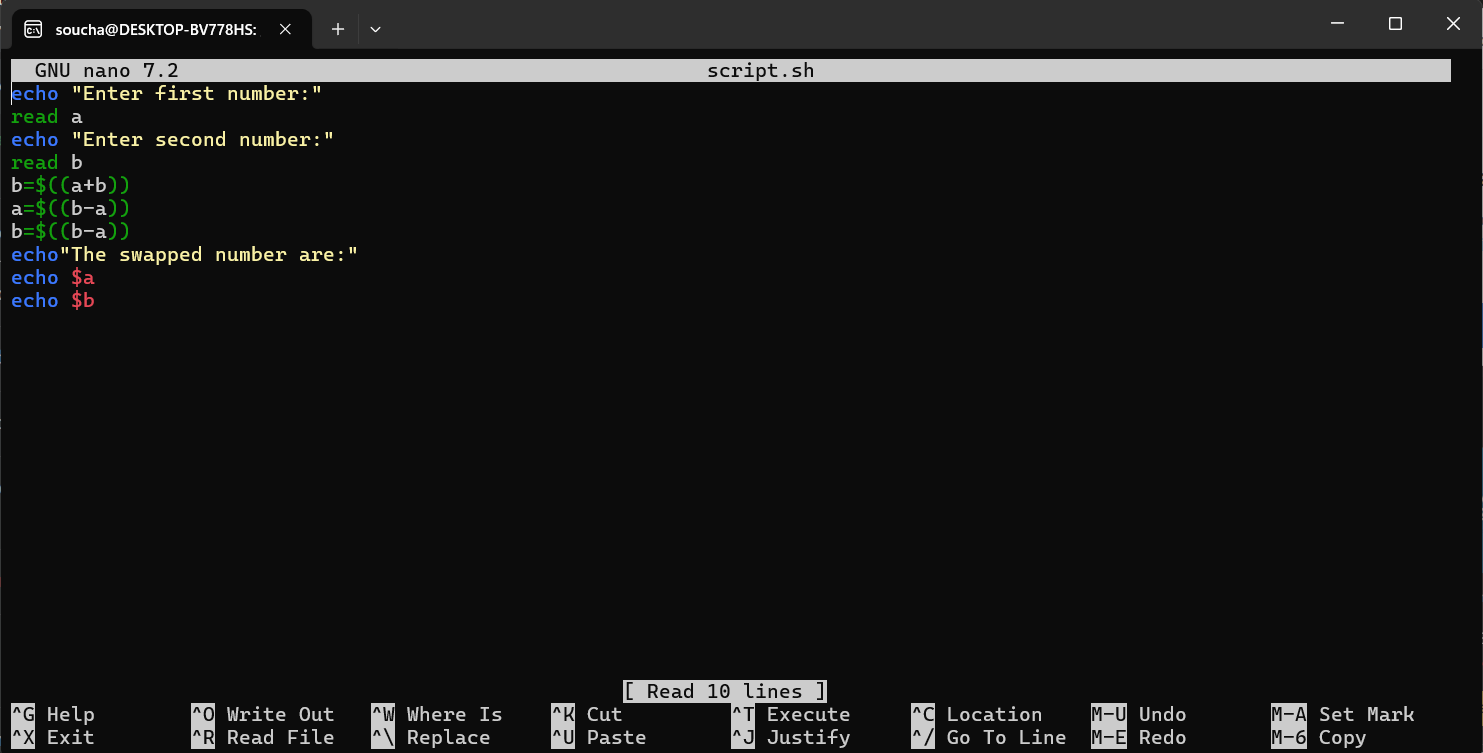 soucha@DESKTOP-BV778HS:
GNU nano 7.2 script.sh
echo "Enter first number:"
read a
echo "Enter second number:"
read b
b=$((a+b))
a=$((b-a))
b=$((b-a))
echo"The swapped number are:"
echo $a
echo $b
[ Read 10 lines ]
^G Help ^O Write Out ^W Where Is ^K Cut ^T Execute ^C Location M-U Undo M-A Set Mark
^X Exit ^R Read File ^\ Replace ^U Paste ^J Justify ^/ Go To Line M-E Redo M-6 Copy